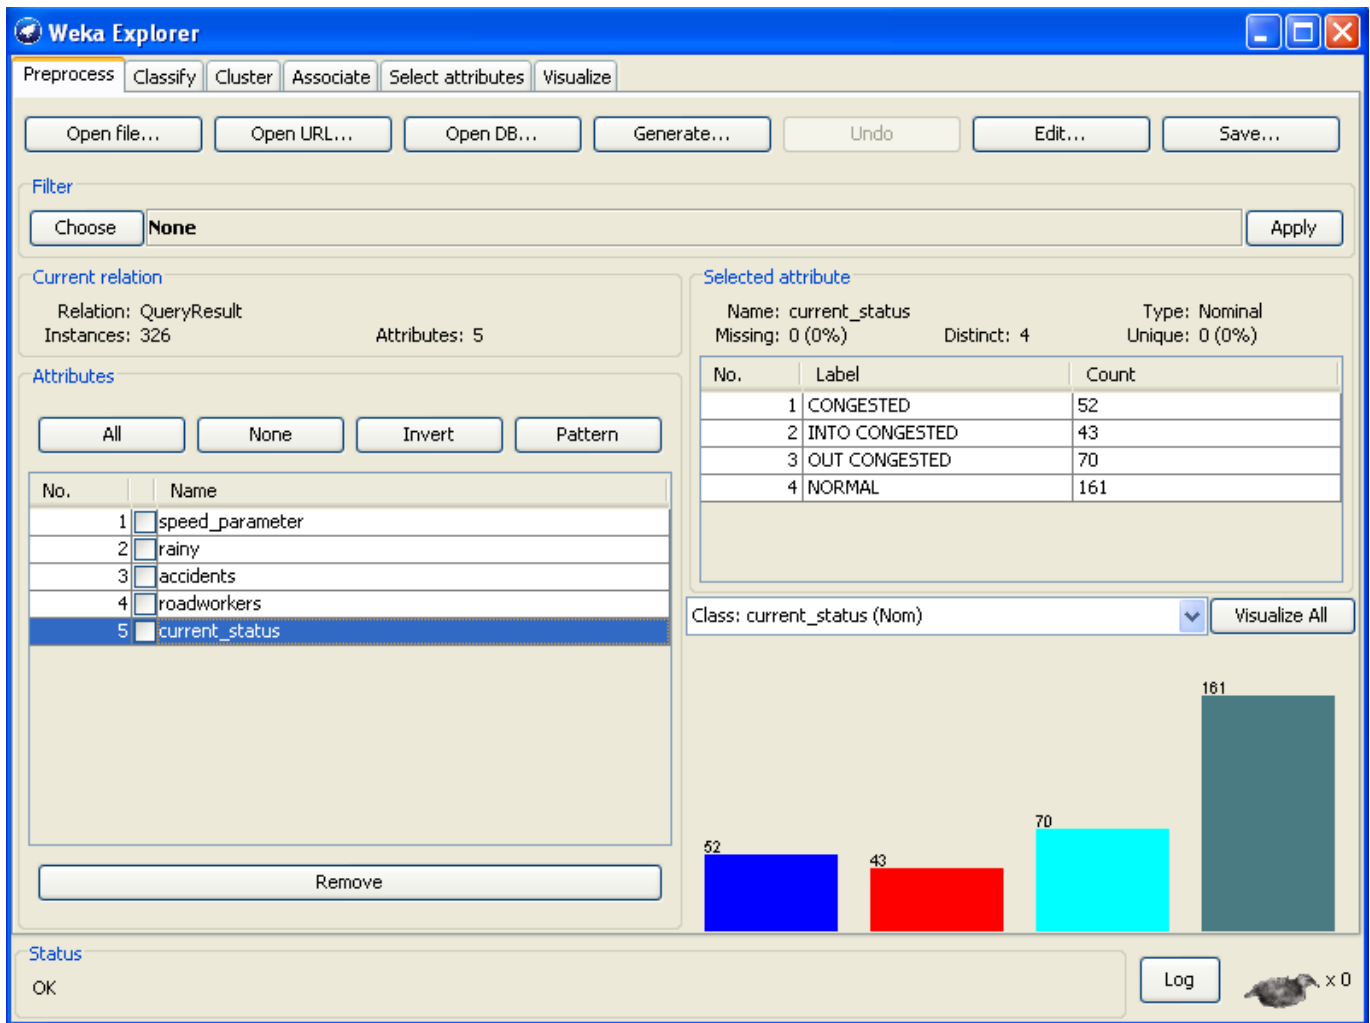 Weka Explorer
Preprocess Classify Cluster Associate Select attributes Visualize
Open file... Open URL... Open DB... Generate... Undo Edit... Save...
Filter
Choose None Apply
Current relation
Relation: QueryResult
Instances: 326 Attributes: 5
Selected attribute
Name: current_status Type: Nominal
Missing: 0 (0%) Distinct: 4 Unique: 0 (0%)
Attributes
All None Invert Pattern
No. Name
1 speed_parameter
2 rainy
3 accidents
4 roadworkers
5 current_status
Remove
No. Label Count
1 CONGESTED 52
2 INTO CONGESTED 43
3 OUT CONGESTED 70
4 NORMAL 161
Class: current_status (Nom) Visualize All
161
70
52
43
Status
OK
Log x 0